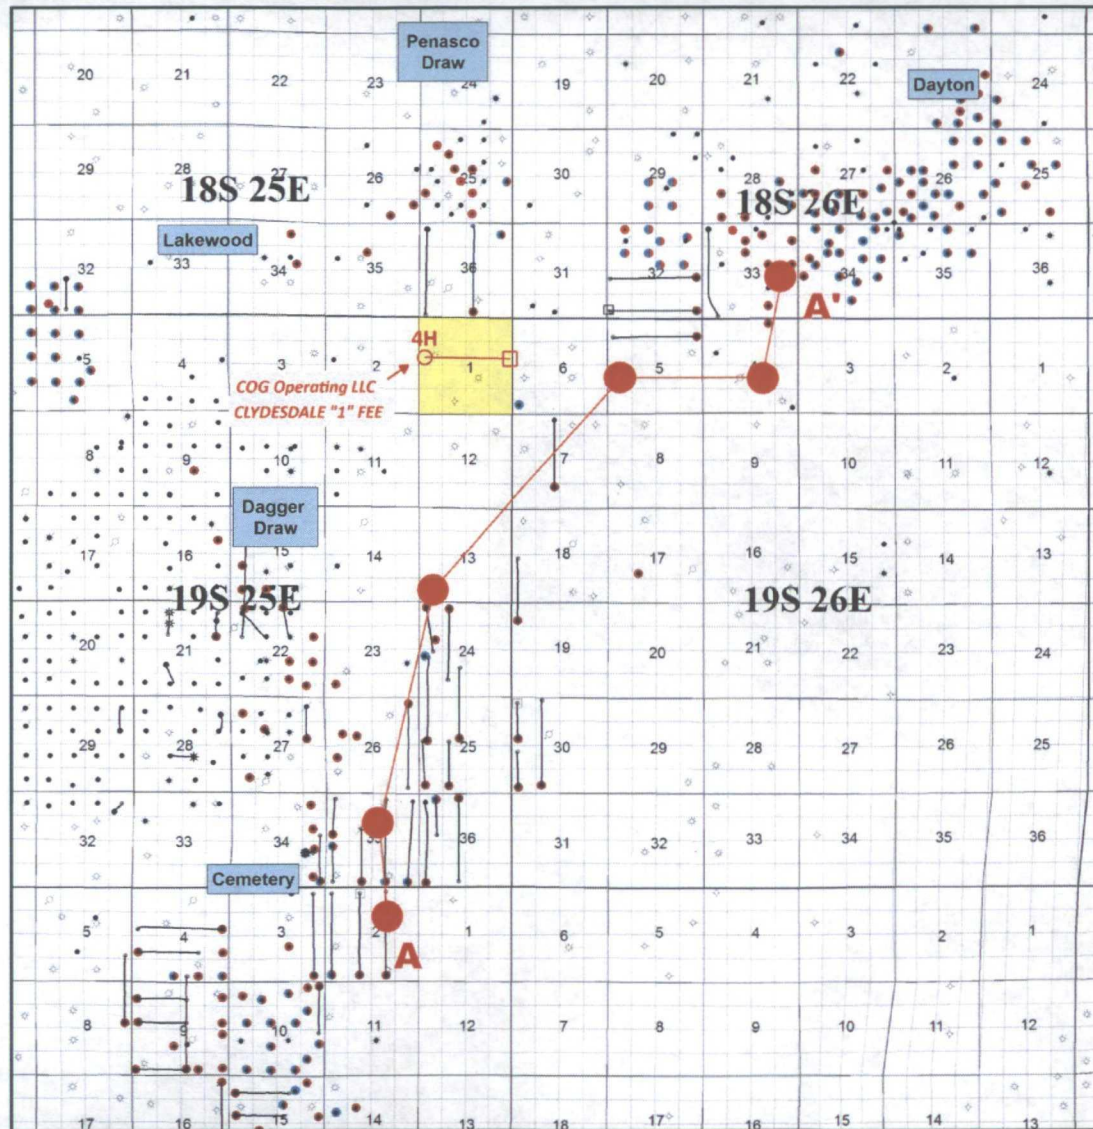 Penasco
Draw
Dayton
20 21 22 23 24 19 20 21 22 24
29 28 27 26 25 30 29 28 27 26 25
18S 25E
18S 26E
Lakewood
32 33 34 35 36 31 32 33 34 35 36
A'
4H
5 4 3 2 1 6 5 3 2 1
COG Operating LLC
CLYDESDALE "1" FEE
8 9 10 11 12 7 8 9 10 11 12
Dagger
Draw
17 16 15 14 13 18 17 16 15 14 13
19S 25E
19S 26E
20 21 22 23 24 19 20 21 22 23 24
29 28 27 26 25 30 29 28 27 26 25
32 33 34 36 31 32 33 34 35 36
Cemetery
5 4 3 2 1 6 5 4 3 2 1
A
8 9 10 11 12 7 8 9 10 11 12
17 15 14 13 17 16 15 14 13